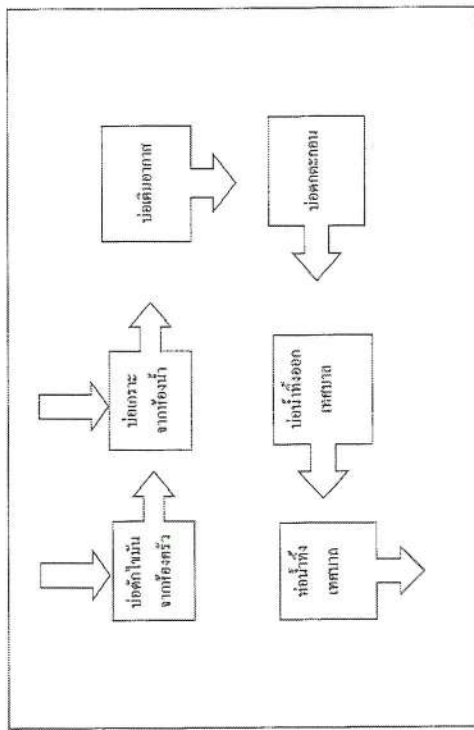 บ่อดักไขมัน
จากห้องครัว
บ่อเกรอะ
จากห้องน้ำ
บ่อเติมอากาศ
บ่อตกตะกอน
บ่อน้ำทิ้งออก
เทศบาล
ท่อน้ำทิ้ง
เทศบาล